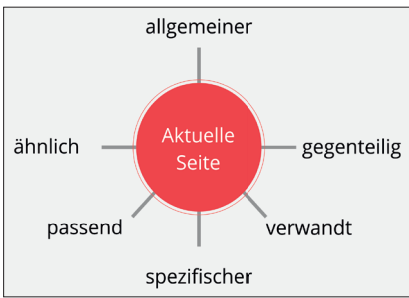 allgemeiner
ähnlich
Aktuelle
Seite
gegenteilig
passend
verwandt
spezifischer